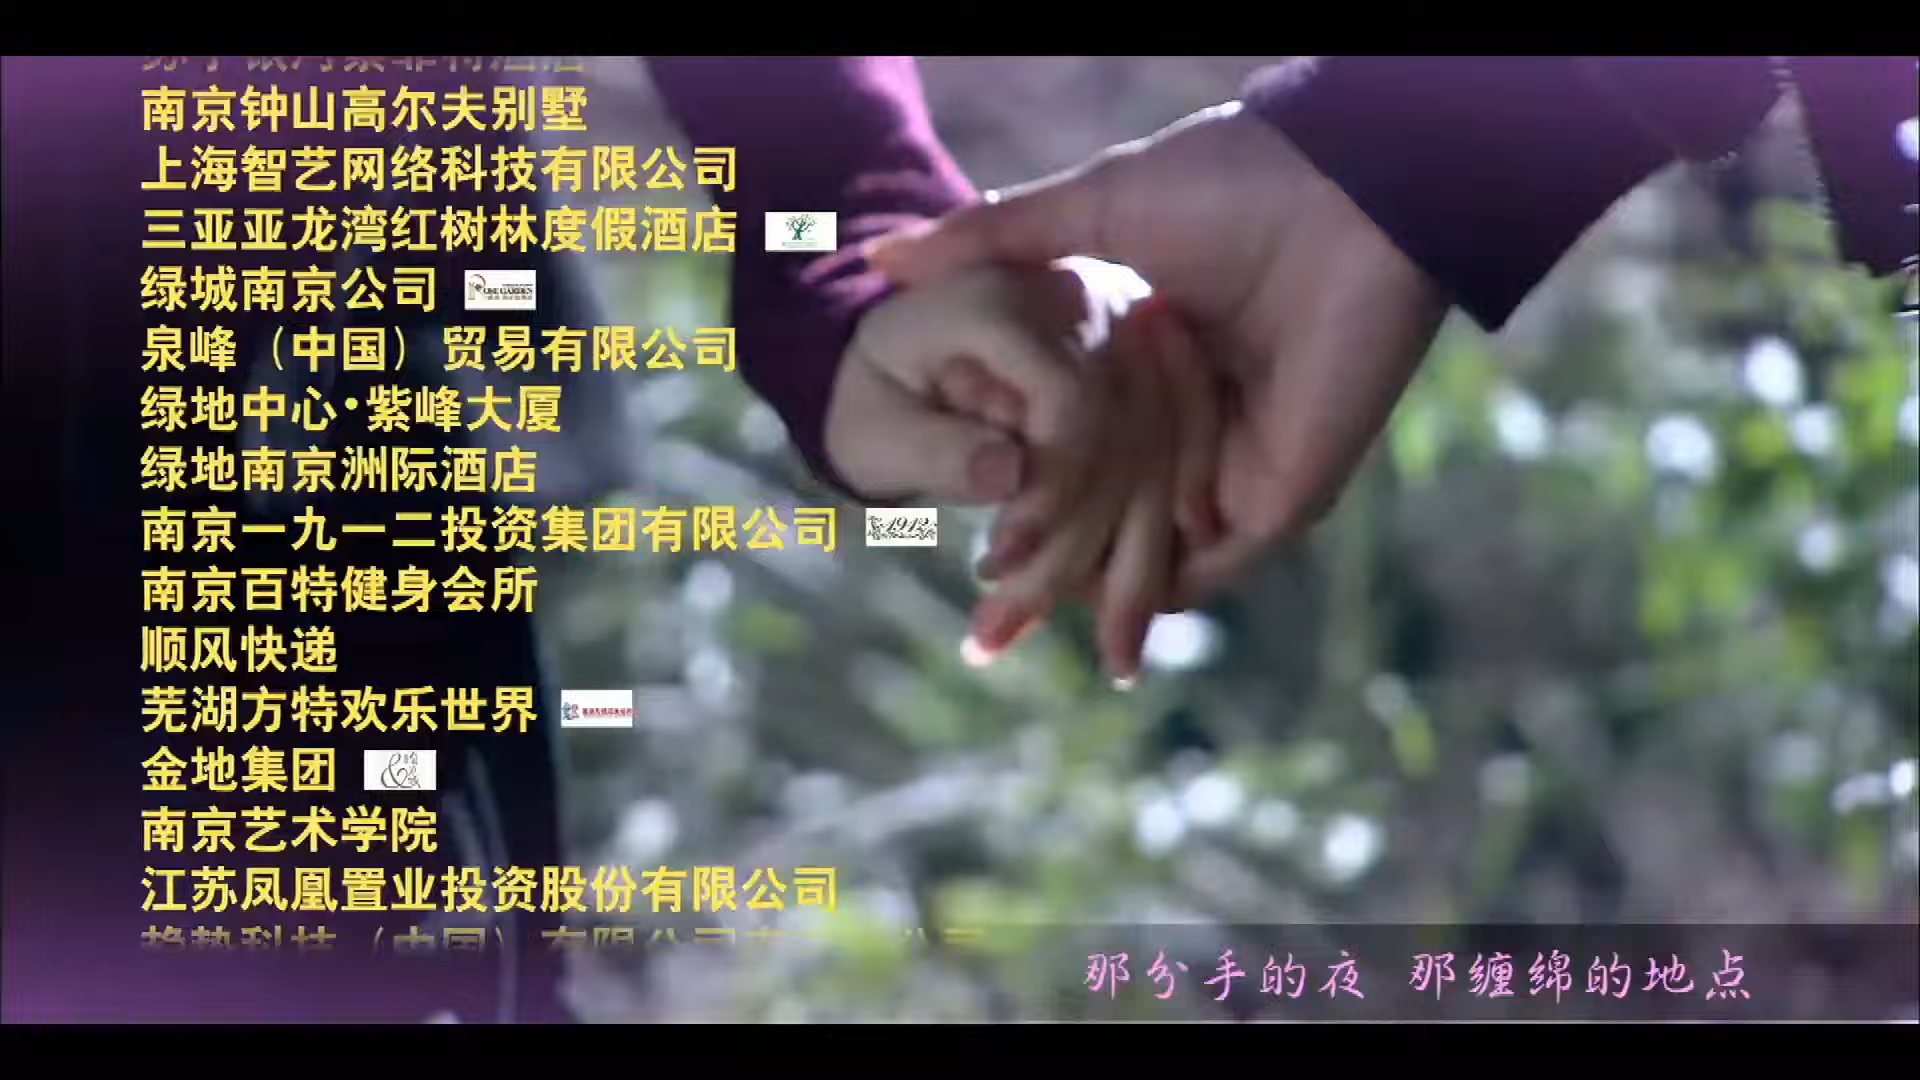 南京钟山高尔夫别墅
上海智艺网络科技有限公司
三亚亚龙湾红树林度假酒店
绿城南京公司
ROSE GARDEN
泉峰（中国）贸易有限公司
绿地中心•紫峰大厦
绿地南京洲际酒店
南京一九一二投资集团有限公司
1912
南京百特健身会所
顺风快递
芜湖方特欢乐世界
金地集团
南京艺术学院
江苏凤凰置业投资股份有限公司
那分手的夜 那缠绵的地点